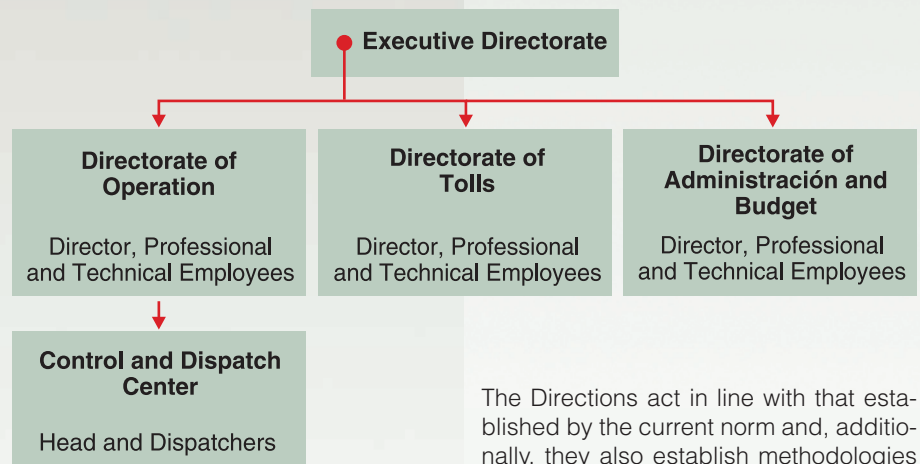 Executive Directorate
Directorate of
Operation
Director, Professional
and Technical Employees
Directorate of
Tolls
Director, Professional
and Technical Employees
Directorate of
Administración and
Budget
Director, Professional
and Technical Employees
Control and Dispatch
Center
Head and Dispatchers
The Directions act in line with that esta-
blished by the current norm and, additio-
nally, they also establish methodologies